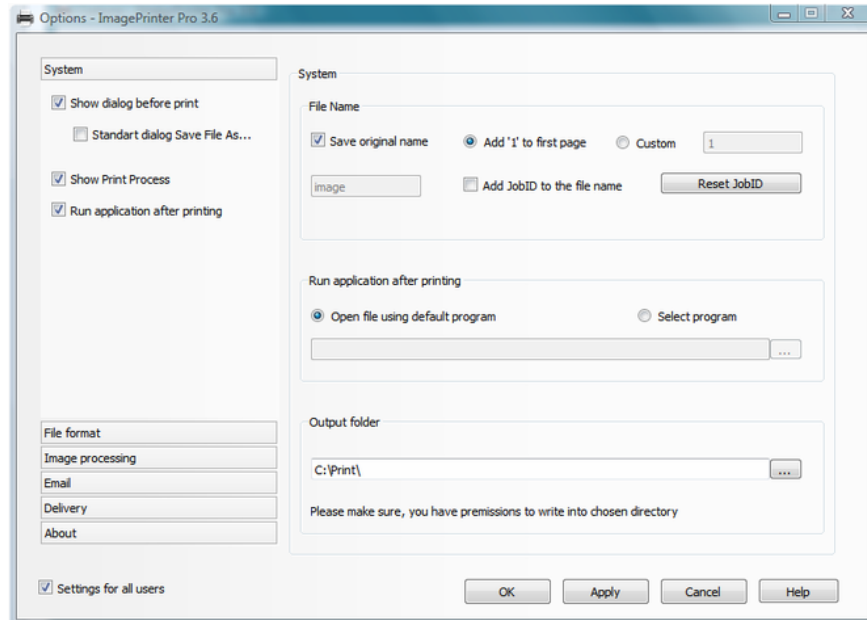 Options - ImagePrinter Pro 3.6
System
Show dialog before print
Standart dialog Save File As...
Show Print Process
Run application after printing
File format
Image processing
Email
Delivery
About
System
File Name
Save original name
Add '1' to first page
Custom
1
image
Add JobID to the file name
Reset JobID
Run application after printing
Open file using default program
Select program
...
Output folder
C:\Print\
...
Please make sure, you have premissions to write into chosen directory
Settings for all users
OK
Apply
Cancel
Help